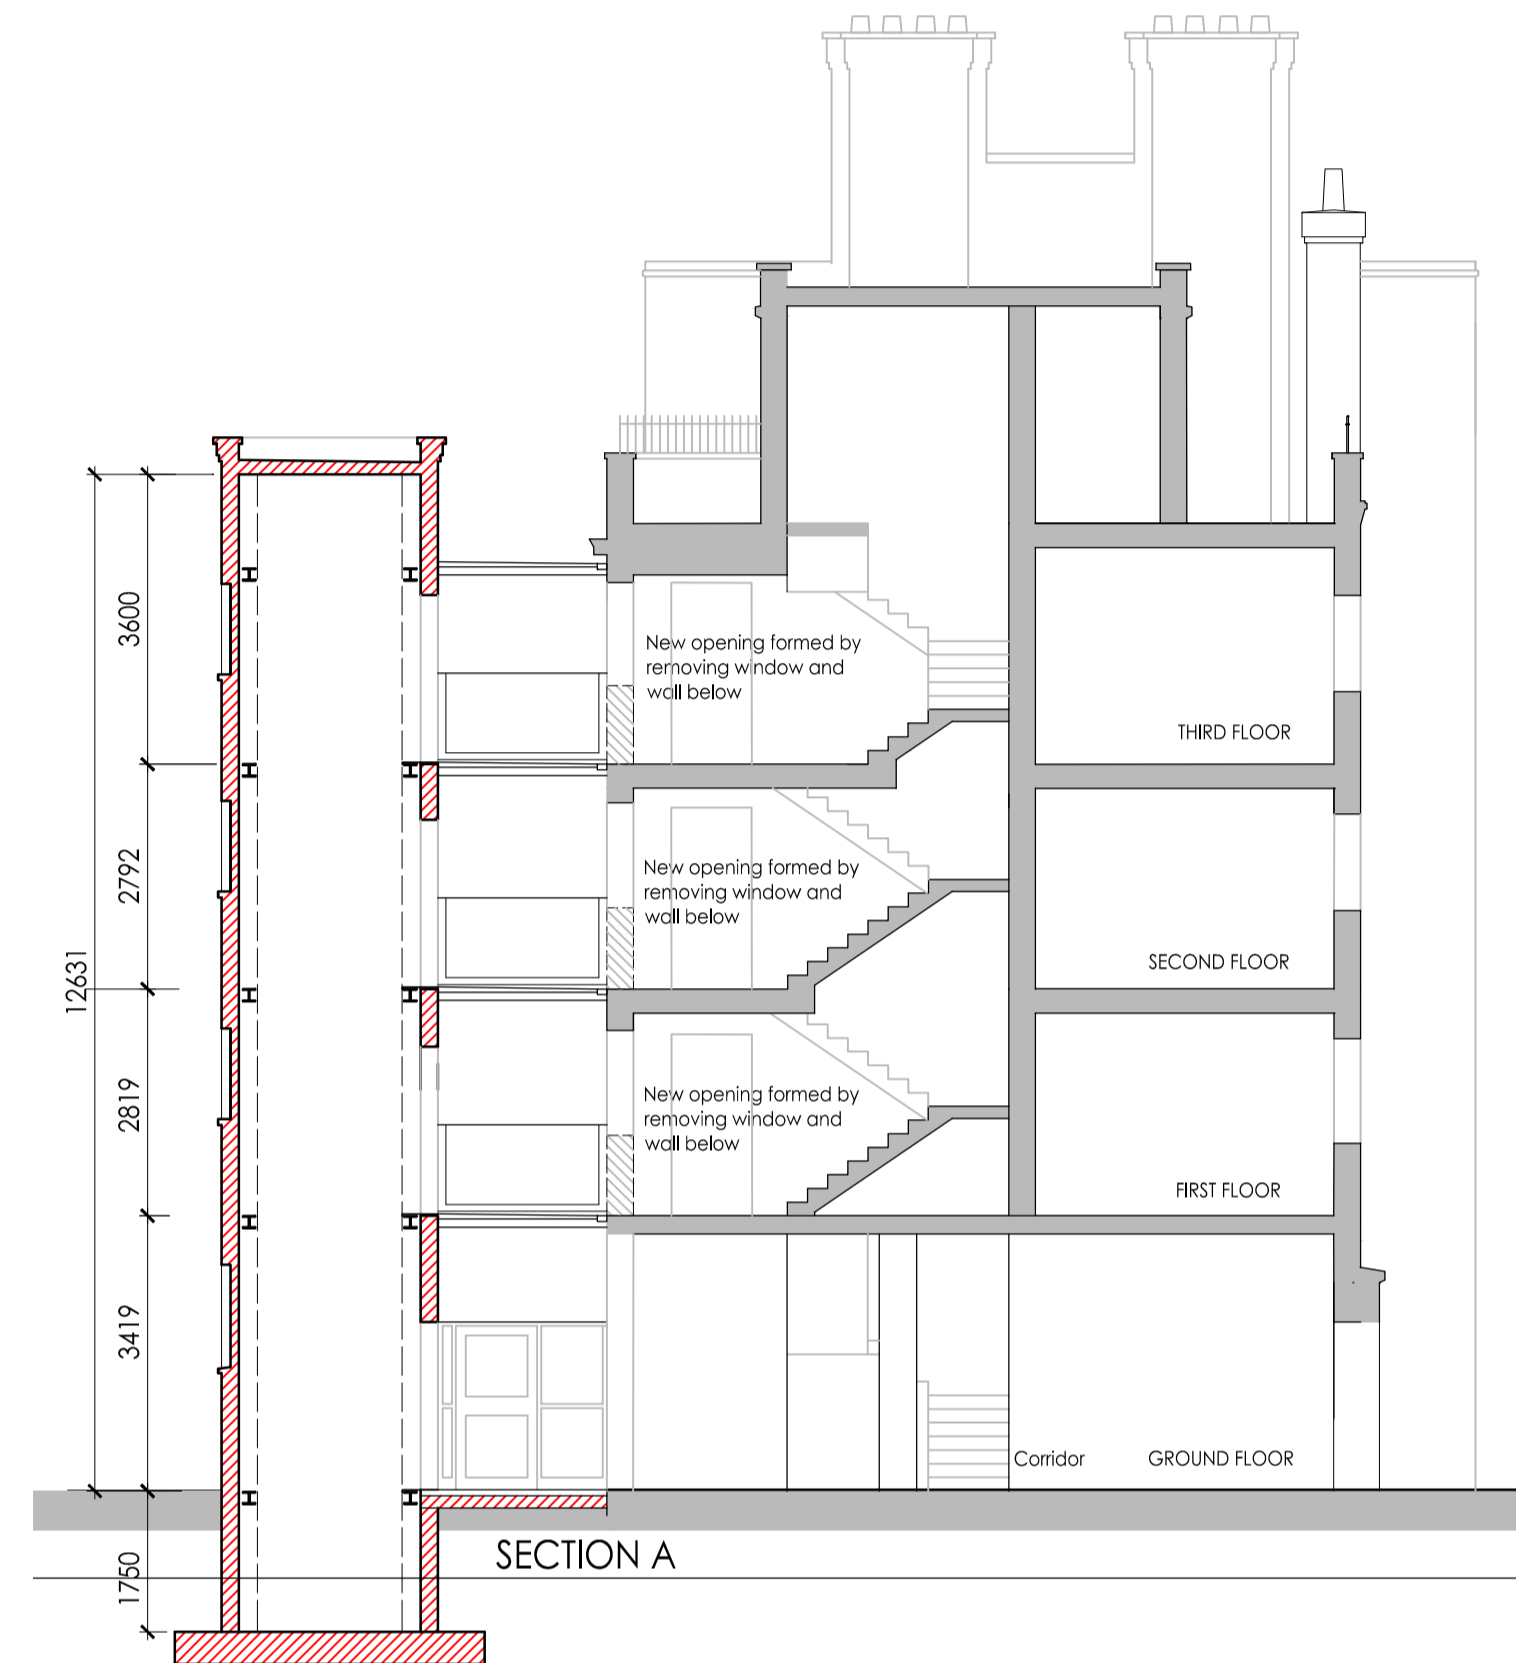 3600
New opening formed by
removing window and
wall below
THIRD FLOOR
2792
New opening formed by
removing window and
wall below
SECOND FLOOR
12631
2819
New opening formed by
removing window and
wall below
FIRST FLOOR
3419
Corridor
GROUND FLOOR
SECTION A
1750